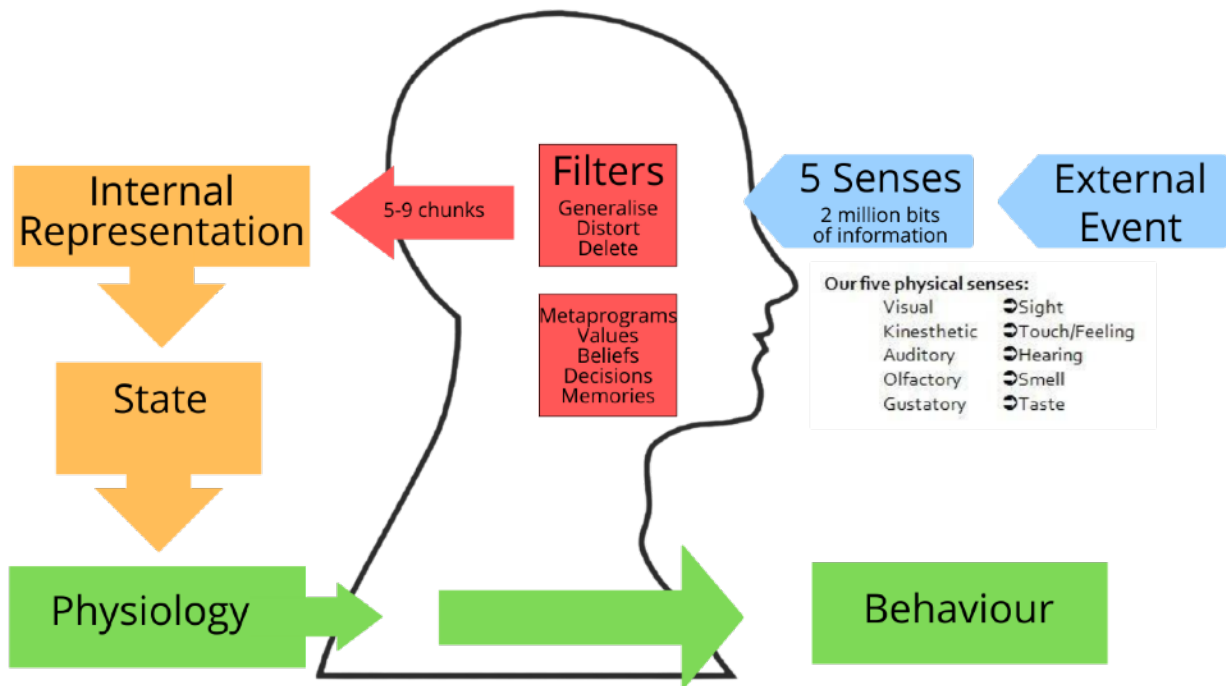 External
Event
5 Senses
2 million bits
of information
Our five physical senses:
Visual ➲Sight
Kinesthetic ➲Touch/Feeling
Auditory ➲Hearing
Olfactory ➲Smell
Gustatory ➲Taste
Filters
Generalise
Distort
Delete
Metaprograms
Values
Beliefs
Decisions
Memories
5-9 chunks
Internal
Representation
State
Physiology
Behaviour